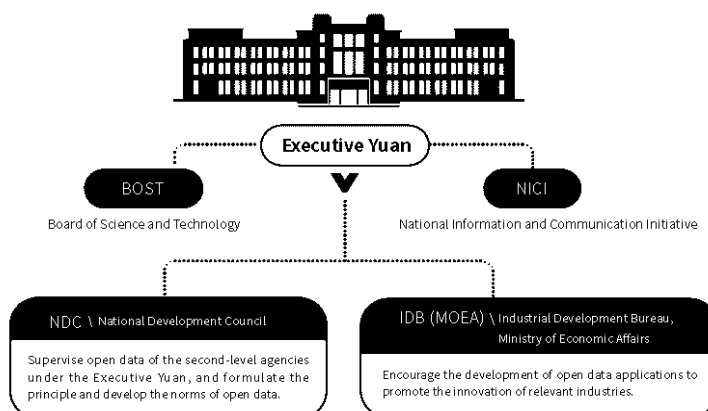 Executive Yuan
BOST
NICI
Board of Science and Technology
National Information and Communication Initiative
NDC \ National Development Council
Supervise open data of the second-level agencies
under the Executive Yuan, and formulate the
principle and develop the norms of open data.
IDB (MOEA) \ Industrial Development Bureau,
Ministry of Economic Affairs
Encourage the development of open data applications to
promote the innovation of relevant industries.